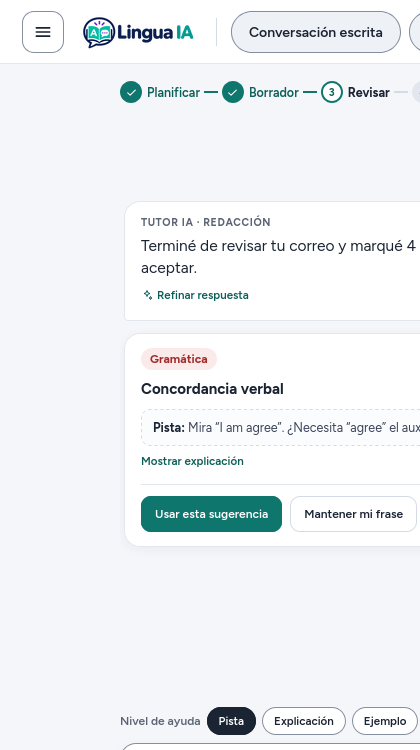 Lingua IA
Conversación escrita
Planificar
Borrador
3 Revisar
TUTOR IA · REDACCIÓN
Terminé de revisar tu correo y marqué 4
aceptar.
Refinar respuesta
Gramática
Concordancia verbal
Pista: Mira “I am agree”. ¿Necesita “agree” el aux
Mostrar explicación
Usar esta sugerencia
Mantener mi frase
Nivel de ayuda
Pista
Explicación
Ejemplo